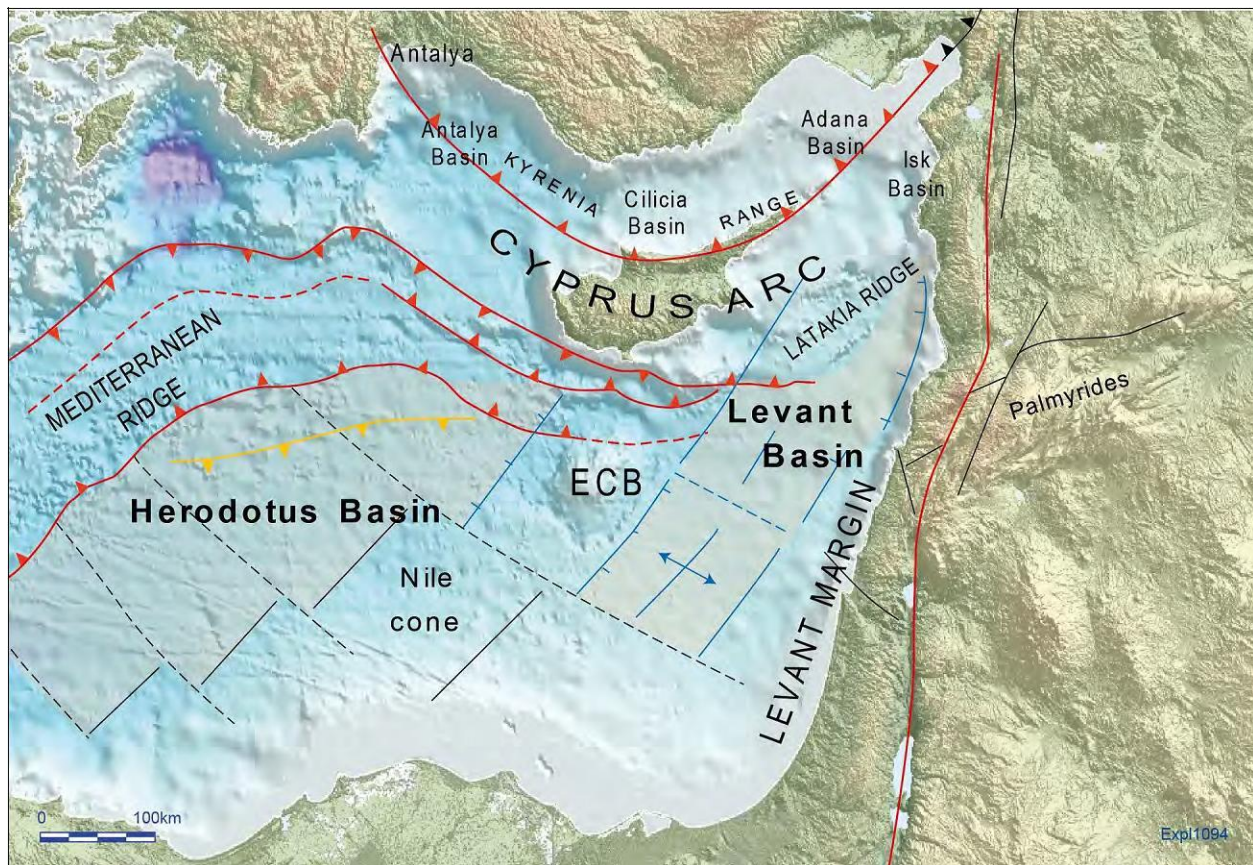 Antalya
Antalya
Basin
KYRENIA
Cilicia
Basin
RANGE
Adana
Basin
Isk
Basin
CYPRUS ARC
LATAKIA RIDGE
MEDITERRANEAN
RIDGE
Palmyrides
Levant
Basin
ECB
Herodotus Basin
Nile
cone
LEVANT MARGIN
0 100km
Expl1094